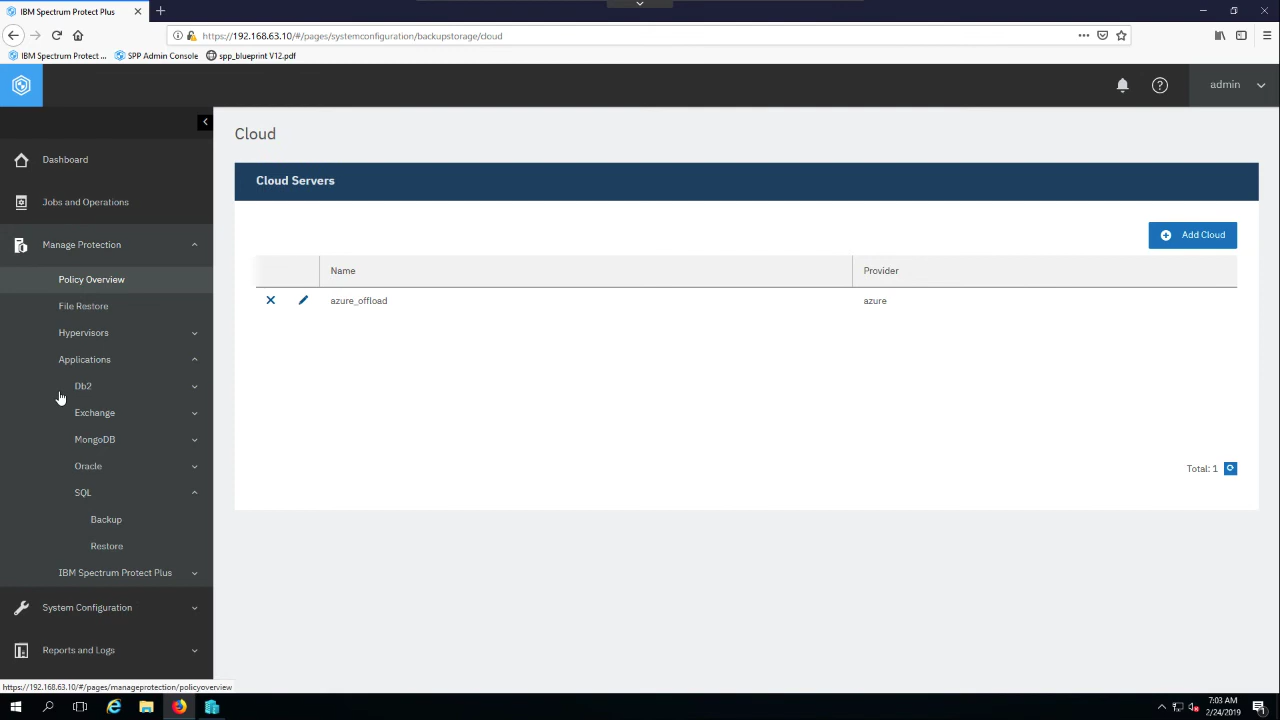 IBM Spectrum Protect Plus
https://192.168.63.10/#/pages/systemconfiguration/backupstorage/cloud
IBM Spectrum Protect ...
SPP Admin Console
spp_blueprint V12.pdf
admin
Cloud
Dashboard
Cloud Servers
Jobs and Operations
Add Cloud
Manage Protection
Name
Provider
Policy Overview
azure_offload
azure
File Restore
Hypervisors
Applications
Db2
Exchange
MongoDB
Oracle
Total: 1
SQL
Backup
Restore
IBM Spectrum Protect Plus
System Configuration
Reports and Logs
https://192.168.63.10/#/pages/manageprotection/policyoverview
7:03 AM
2/24/2019
1